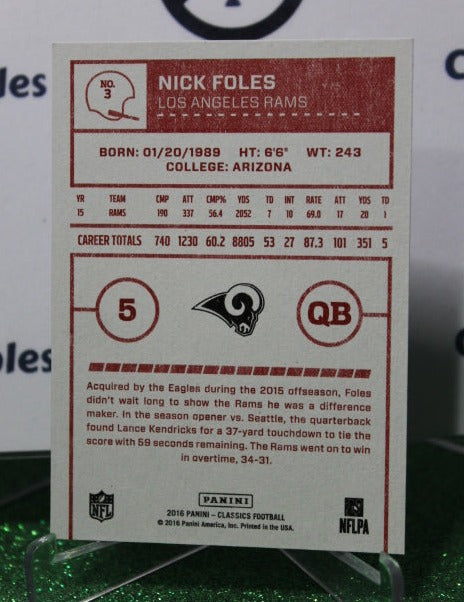 NO.
3
NICK FOLES
LOS ANGELES RAMS
BORN: 01/20/1989 HT: 6'6" WT: 243
COLLEGE: ARIZONA
YR TEAM CMP ATT CMP% YDS TD INT RATE ATT YDS TD
15 RAMS 190 337 56.4 2052 7 10 69.0 17 20 1
CAREER TOTALS 740 1230 60.2 8805 53 27 87.3 101 351 5
5
QB
Acquired by the Eagles during the 2015 offseason, Foles
didn't wait long to show the Rams he was a difference
maker. In the season opener vs. Seattle, the quarterback
found Lance Kendricks for a 37-yard touchdown to tie the
score with 59 seconds remaining. The Rams went on to win
in overtime, 34-31.
NFL
PANINI
2016 PANINI – CLASSICS FOOTBALL
© 2016 Panini America, Inc. Printed in the USA.
NFLPA